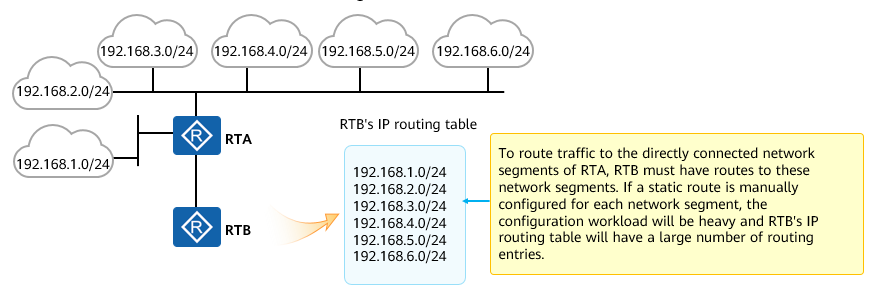 192.168.3.0/24
192.168.4.0/24
192.168.5.0/24
192.168.6.0/24
192.168.2.0/24
192.168.1.0/24
R
RTA
R
RTB
RTB's IP routing table
192.168.1.0/24
192.168.2.0/24
192.168.3.0/24
192.168.4.0/24
192.168.5.0/24
192.168.6.0/24
To route traffic to the directly connected network
segments of RTA, RTB must have routes to these
network segments. If a static route is manually
configured for each network segment, the
configuration workload will be heavy and RTB's IP
routing table will have a large number of routing
entries.